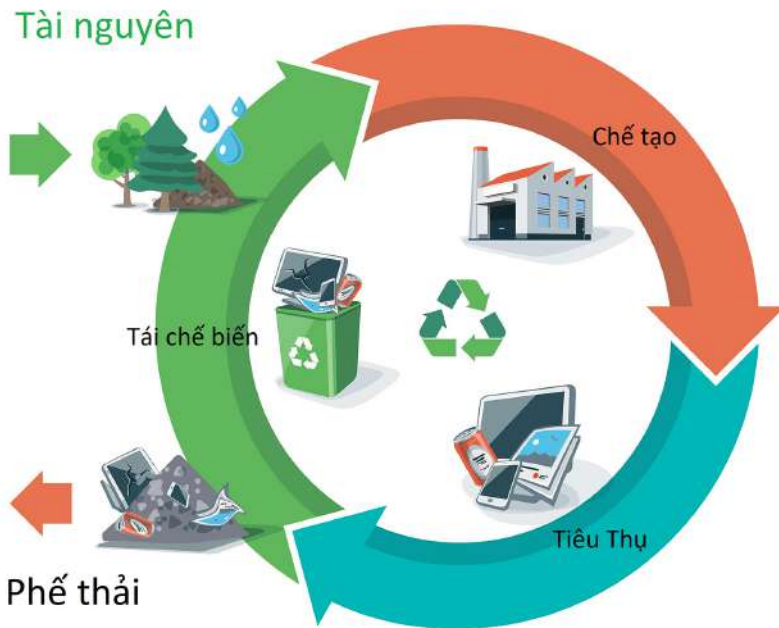 Tài nguyên
Chế tạo
Tái chế biến
Tiêu Thụ
Phế thải